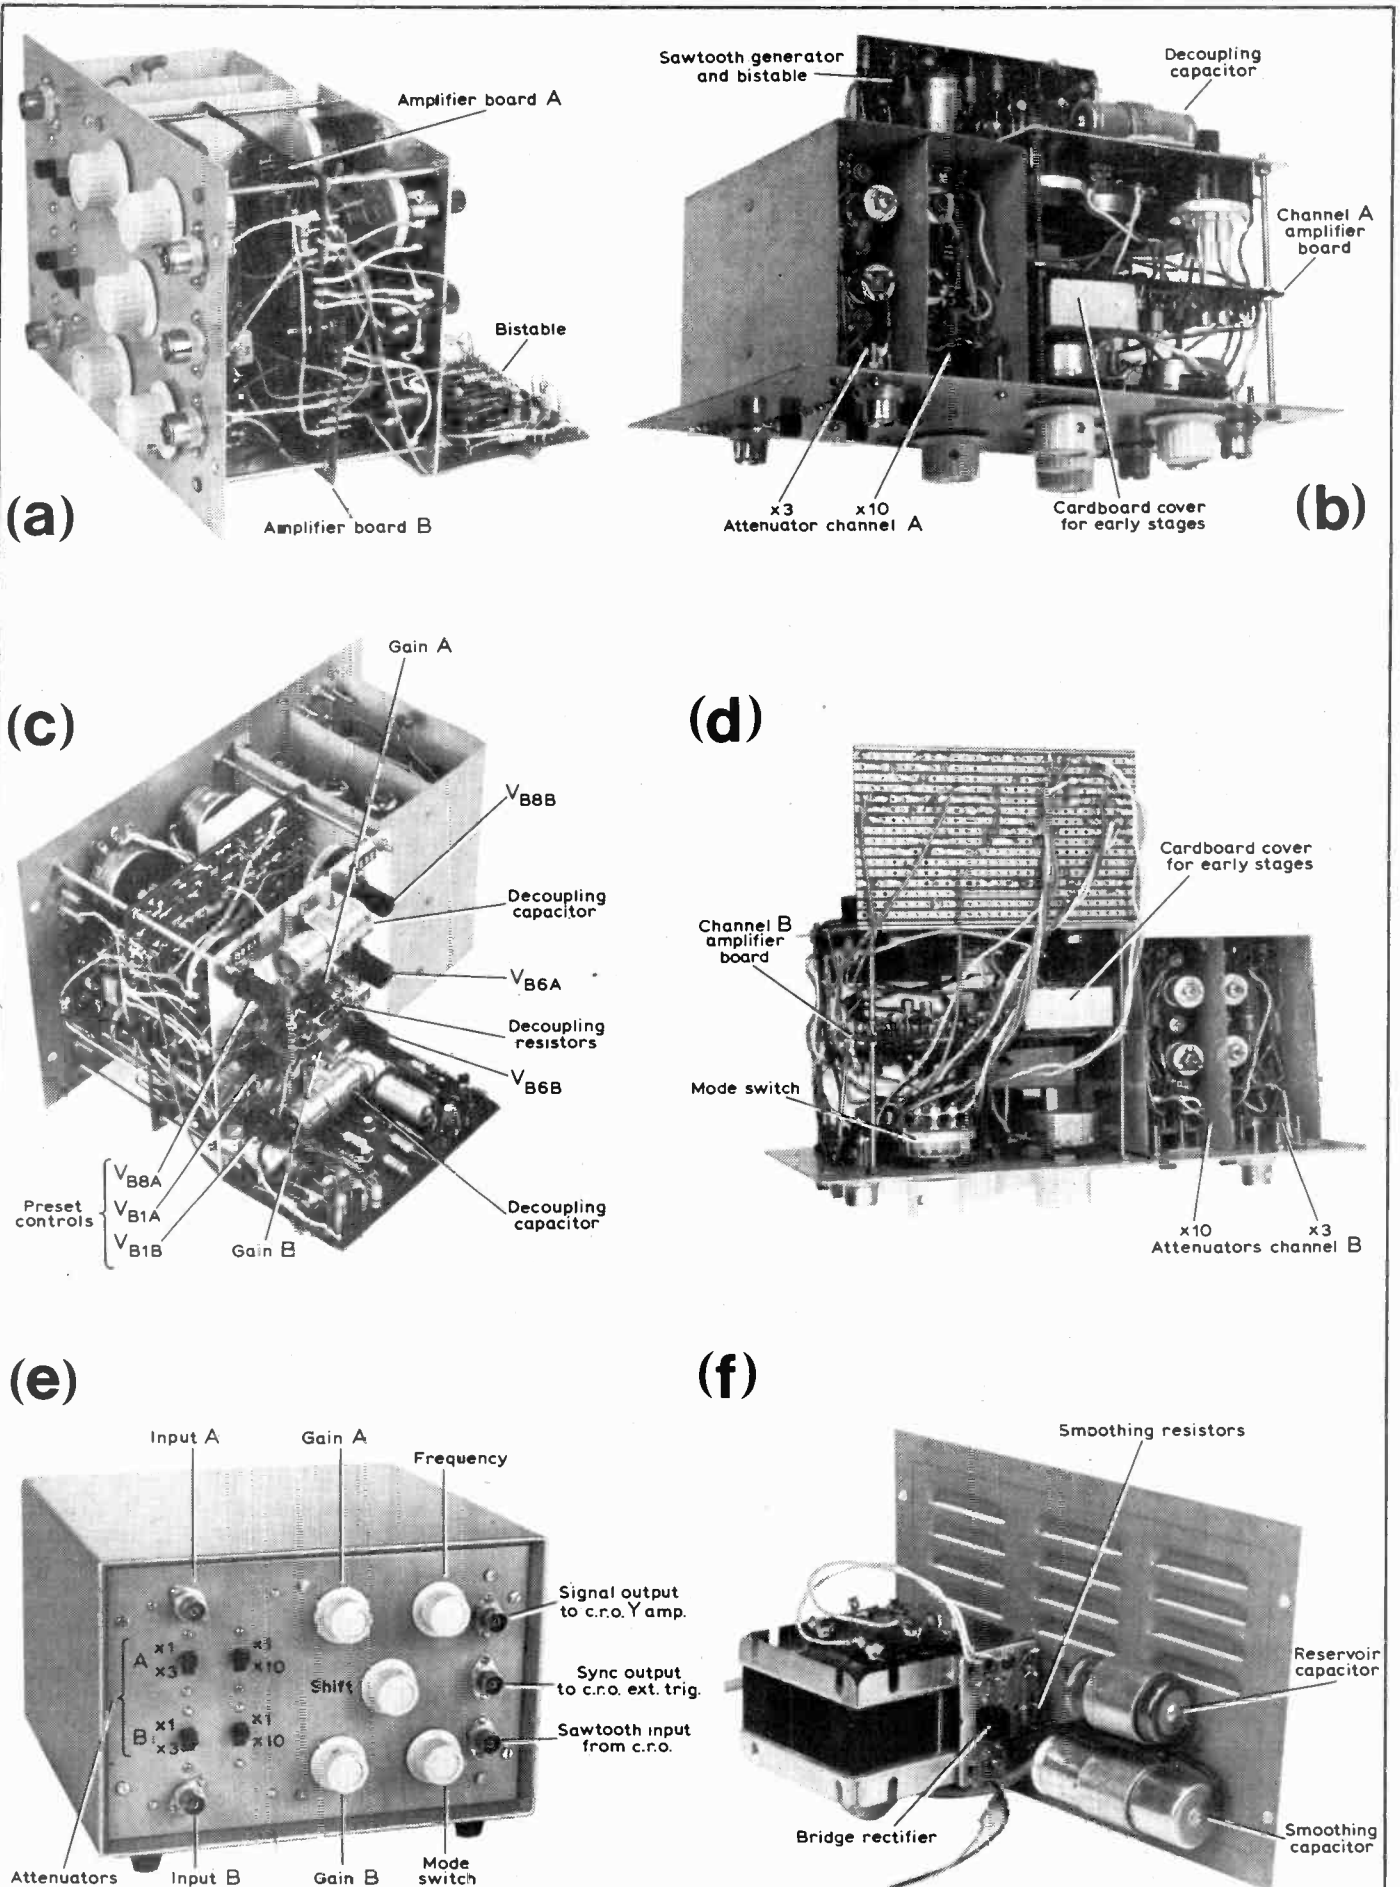 Amplifier board A
Bistable
(a)
Amplifier board B
Sawtooth generator
and bistable
Decoupling
capacitor
Channel A
amplifier
board
x3
x10
Attenuator channel A
Cardboard cover
for early stages
(b)
(c)
Gain A
VB8B
Decoupling
capacitor
VB6A
Decoupling
resistors
VB6B
Preset
controls
VB8A
VB1A
VB1B
Gain B
Decoupling
capacitor
(d)
Cardboard cover
for early stages
Channel B
amplifier
board
Mode switch
x10
x3
Attenuators channel B
(e)
Input A
Gain A
Frequency
Signal output
to c.r.o. Y amp.
x1
x1
A
x3
x10
Shift
Sync output
to c.r.o. ext. trig.
x1
x1
B
x3
x10
Sawtooth input
from c.r.o.
Attenuators
Input B
Gain B
Mode
switch
(f)
Smoothing resistors
Reservoir
capacitor
Bridge rectifier
Smoothing
capacitor